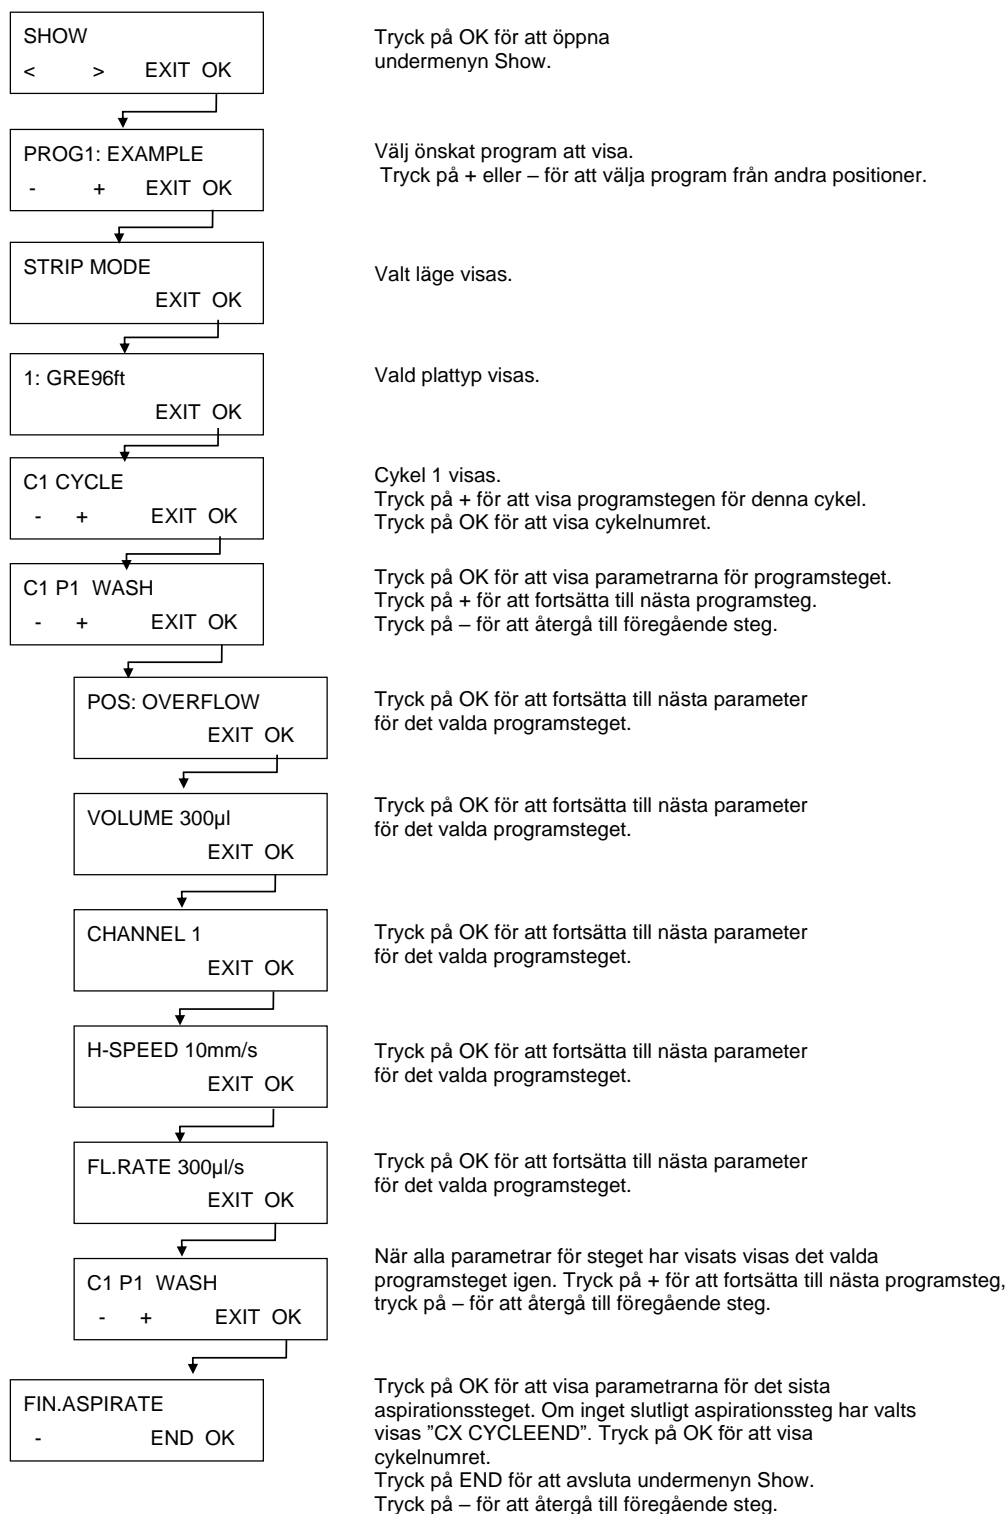 SHOW
< > EXIT OK
Tryck på OK för att öppna
undermenyn Show.
PROG1: EXAMPLE
- + EXIT OK
Välj önskat program att visa.
Tryck på + eller – för att välja program från andra positioner.
STRIP MODE
EXIT OK
Valt läge visas.
1: GRE96ft
EXIT OK
Vald plattyp visas.
C1 CYCLE
- + EXIT OK
Cykel 1 visas.
Tryck på + för att visa programstegen för denna cykel.
Tryck på OK för att visa cykelnumret.
C1 P1 WASH
- + EXIT OK
Tryck på OK för att visa parametrarna för programsteget.
Tryck på + för att fortsätta till nästa programsteg.
Tryck på – för att återgå till föregående steg.
POS: OVERFLOW
EXIT OK
Tryck på OK för att fortsätta till nästa parameter
för det valda programsteget.
VOLUME 300µl
EXIT OK
Tryck på OK för att fortsätta till nästa parameter
för det valda programsteget.
CHANNEL 1
EXIT OK
Tryck på OK för att fortsätta till nästa parameter
för det valda programsteget.
H-SPEED 10mm/s
EXIT OK
Tryck på OK för att fortsätta till nästa parameter
för det valda programsteget.
FL.RATE 300µl/s
EXIT OK
Tryck på OK för att fortsätta till nästa parameter
för det valda programsteget.
C1 P1 WASH
- + EXIT OK
När alla parametrar för steget har visats visas det valda
programsteget igen. Tryck på + för att fortsätta till nästa programsteg,
tryck på – för att återgå till föregående steg.
FIN.ASPIRATE
- END OK
Tryck på OK för att visa parametrarna för det sista
aspirationssteget. Om inget slutligt aspirationssteg har valts
visas ”CX CYCLEEND”. Tryck på OK för att visa
cykelnumret.
Tryck på END för att avsluta undermenyn Show.
Tryck på – för att återgå till föregående steg.